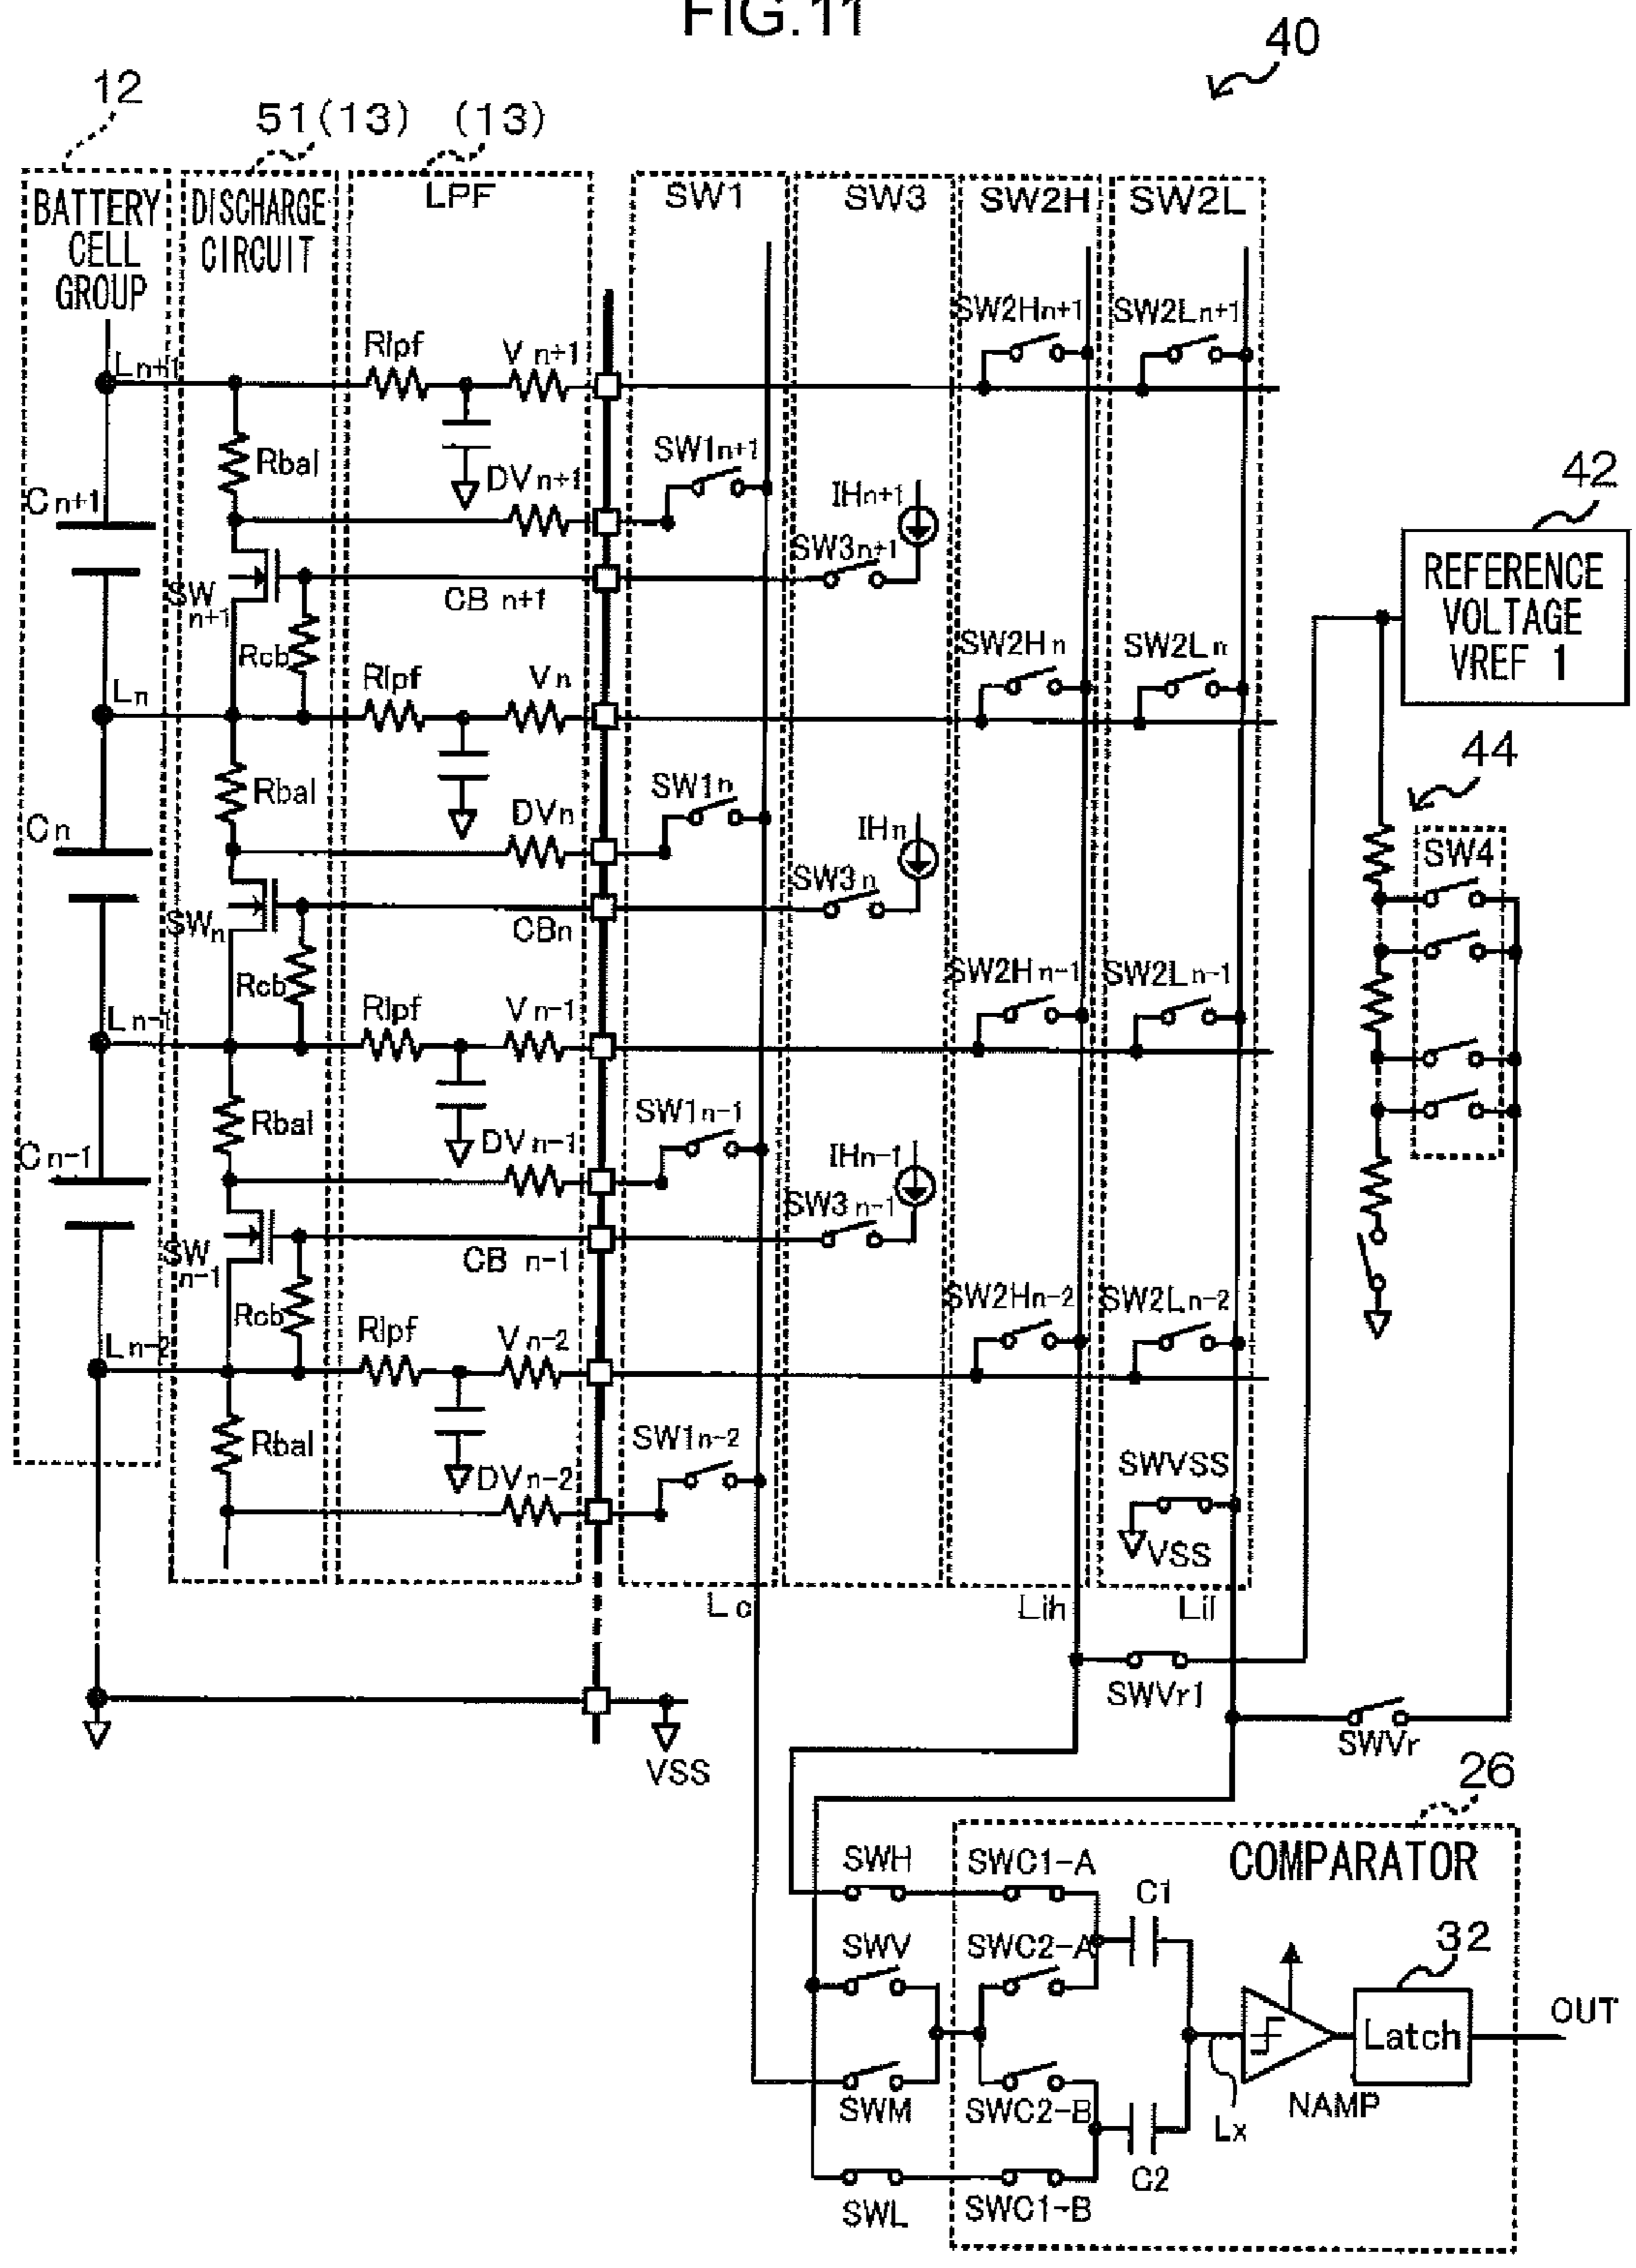 FIG.11
40
12
51(13)
(13)
BATTERY
CELL
GROUP
DISCHARGE
CIRCUIT
LPF
SW1
SW3
SW2H
SW2L
SW2Hn+1
SW2Ln+1
Ln+1
Rlpf
Vn+1
Rbal
SW1n+1
DVn+1
Cn+1
IHn+1
SW3n+1
SW
n+1
CB n+1
42
REFERENCE
VOLTAGE
VREF 1
Rcb
SW2Hn
SW2Ln
Ln
Rlpf
Vn
44
Rbal
SW1n
DVn
Cn
IHn
SW4
SW3n
SWn
CBn
Rcb
SW2Hn-1
SW2Ln-1
Ln-1
Rlpf
Vn-1
Rbal
SW1n-1
DVn-1
Cn-1
IHn-1
SW3n-1
SW
n-1
CB n-1
Rcb
SW2Hn-2
SW2Ln-2
Ln-2
Rlpf
Vn-2
Rbal
SW1n-2
DVn-2
SWVSS
VSS
Lc
Lih
Lil
SWVr1
SWVr
VSS
26
COMPARATOR
SWH
SWC1-A
C1
SWV
SWC2-A
32
Latch
OUT
NAMP
Lx
SWM
SWC2-B
C2
SWL
SWC1-B